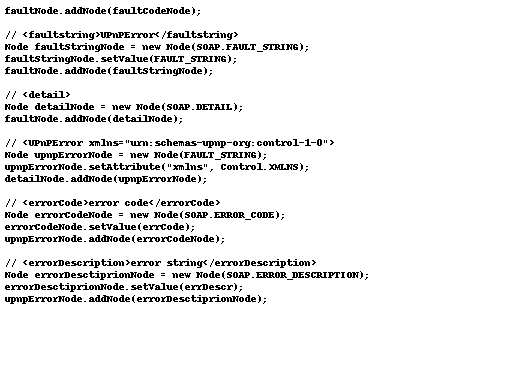 faultNode.addNode(faultCodeNode);
// <faultstring>UPnPError</faultstring>
Node faultStringNode = new Node(SOAP.FAULT_STRING);
faultStringNode.setValue(FAULT_STRING);
faultNode.addNode(faultStringNode);
// <detail>
Node detailNode = new Node(SOAP.DETAIL);
faultNode.addNode(detailNode);
// <UPnPError xmlns="urn:schemas-upnp-org:control-1-0">
Node upnpErrorNode = new Node(FAULT_STRING);
upnpErrorNode.setAttribute("xmlns", Control.XMLNS);
detailNode.addNode(upnpErrorNode);
// <errorCode>error code</errorCode>
Node errorCodeNode = new Node(SOAP.ERROR_CODE);
errorCodeNode.setValue(errCode);
upnpErrorNode.addNode(errorCodeNode);
// <errorDescription>error string</errorDescription>
Node errorDesctiprionNode = new Node(SOAP.ERROR_DESCRIPTION);
errorDesctiprionNode.setValue(errDescr);
upnpErrorNode.addNode(errorDesctiprionNode);